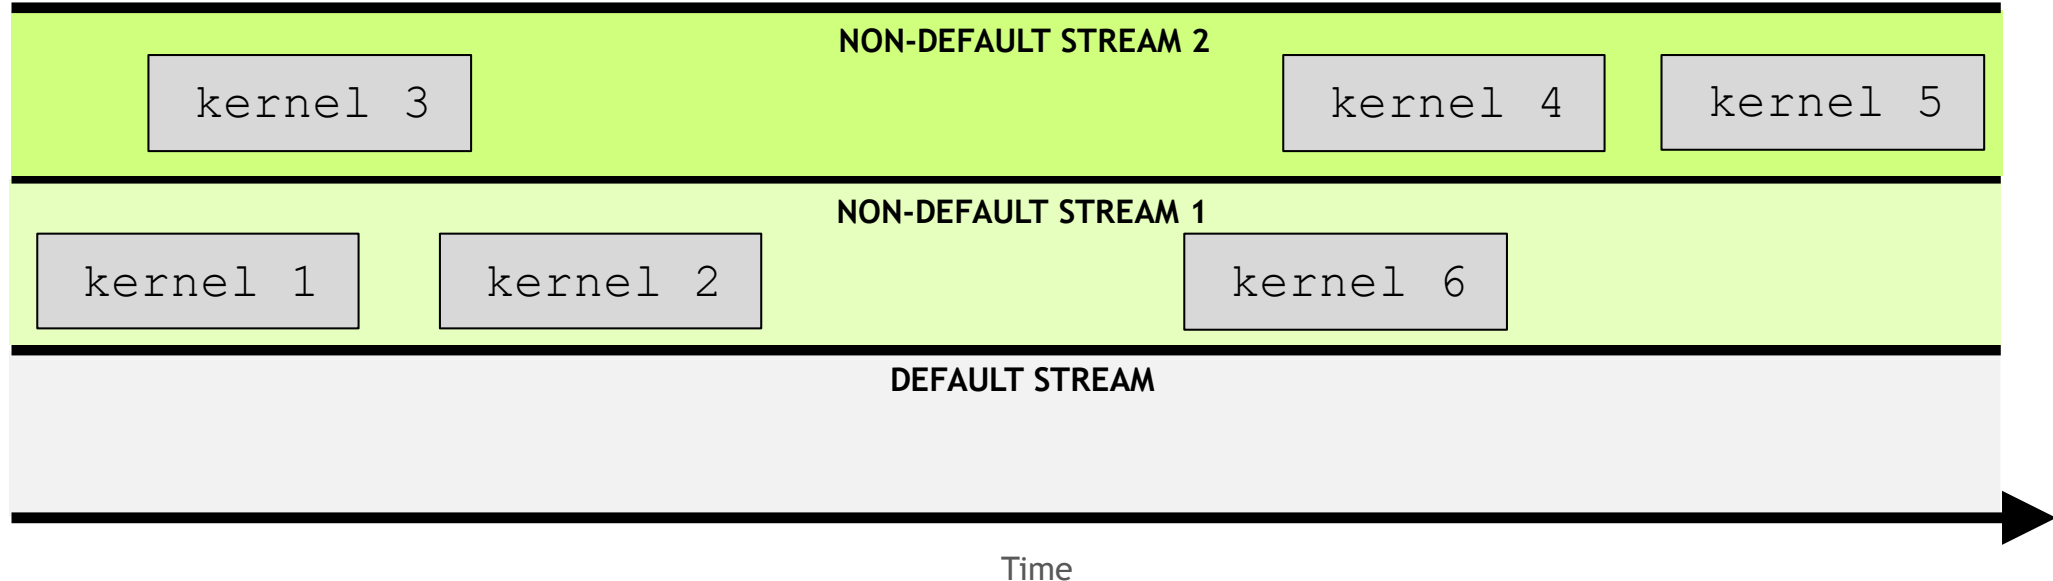 NON-DEFAULT STREAM 2
kernel 3
kernel 4
kernel 5
NON-DEFAULT STREAM 1
kernel 1
kernel 2
kernel 6
DEFAULT STREAM
Time